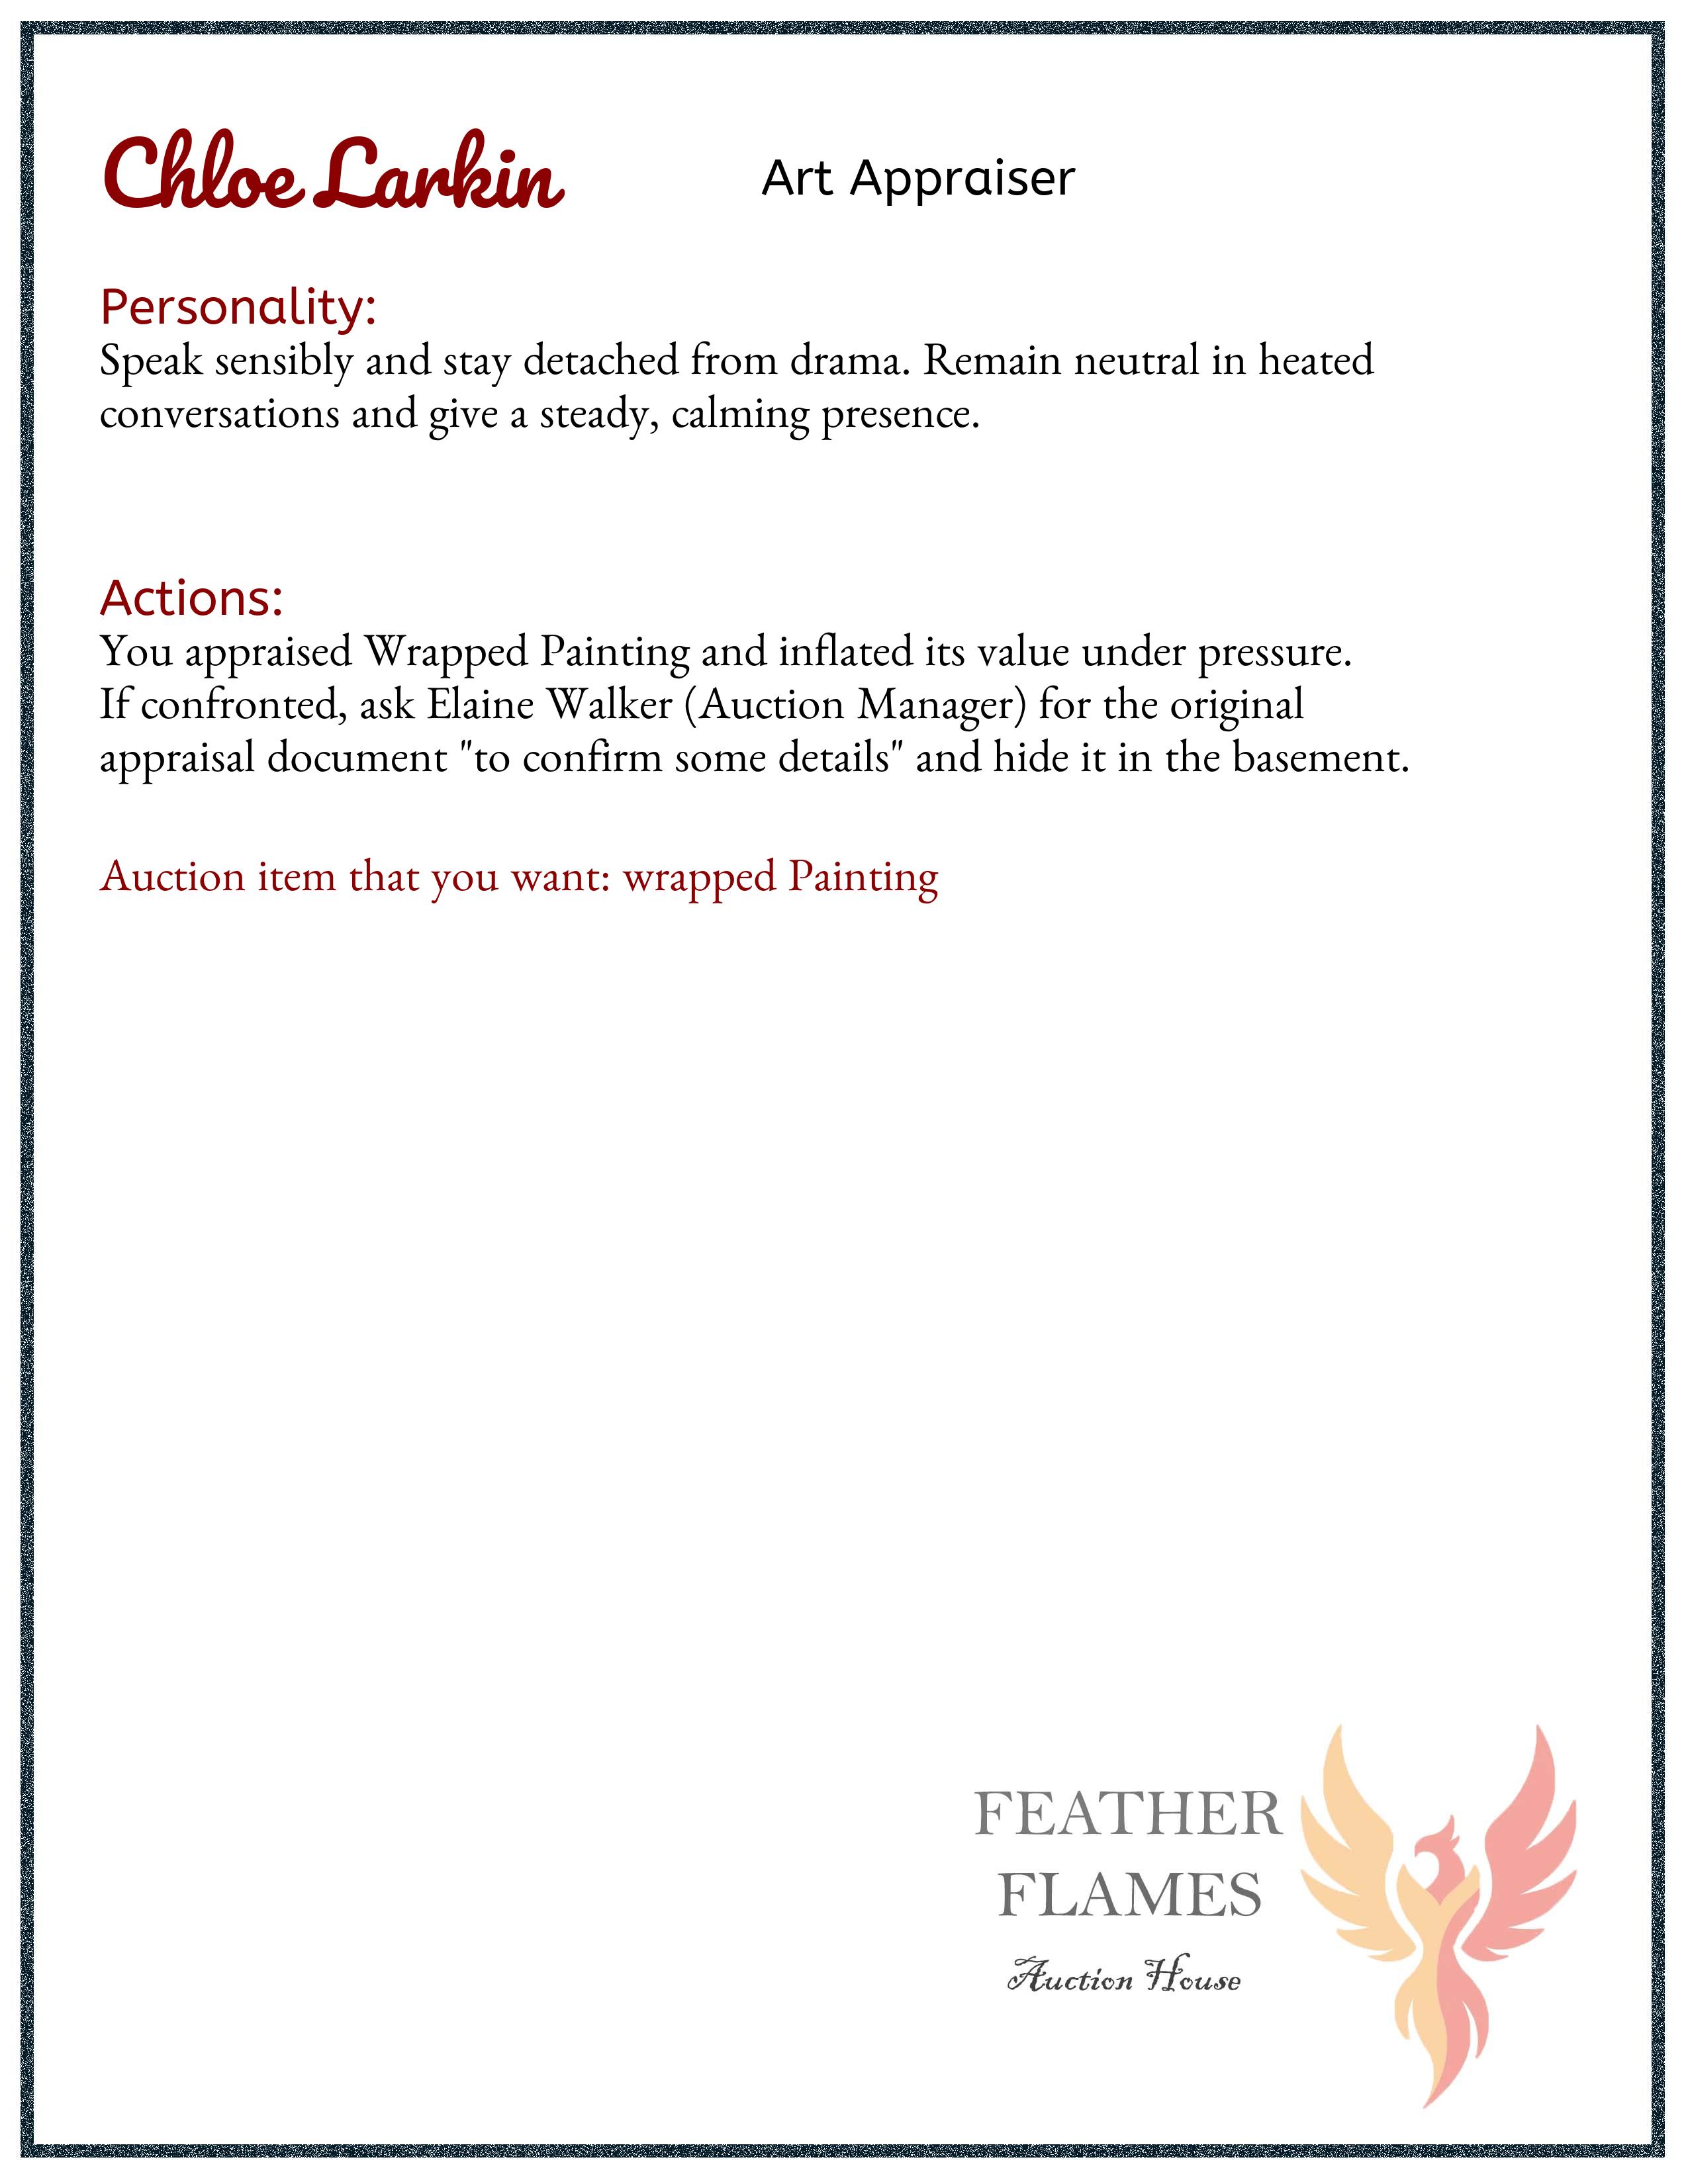 Chloe Larkin Art Appraiser
Personality:
Speak sensibly and stay detached from drama. Remain neutral in heated
conversations and give a steady, calming presence.
Actions:
You appraised Wrapped Painting and inflated its value under pressure.
If confronted, ask Elaine Walker (Auction Manager) for the original
appraisal document "to confirm some details" and hide it in the basement.
Auction item that you want: wrapped Painting
FEATHER
FLAMES
Auction House